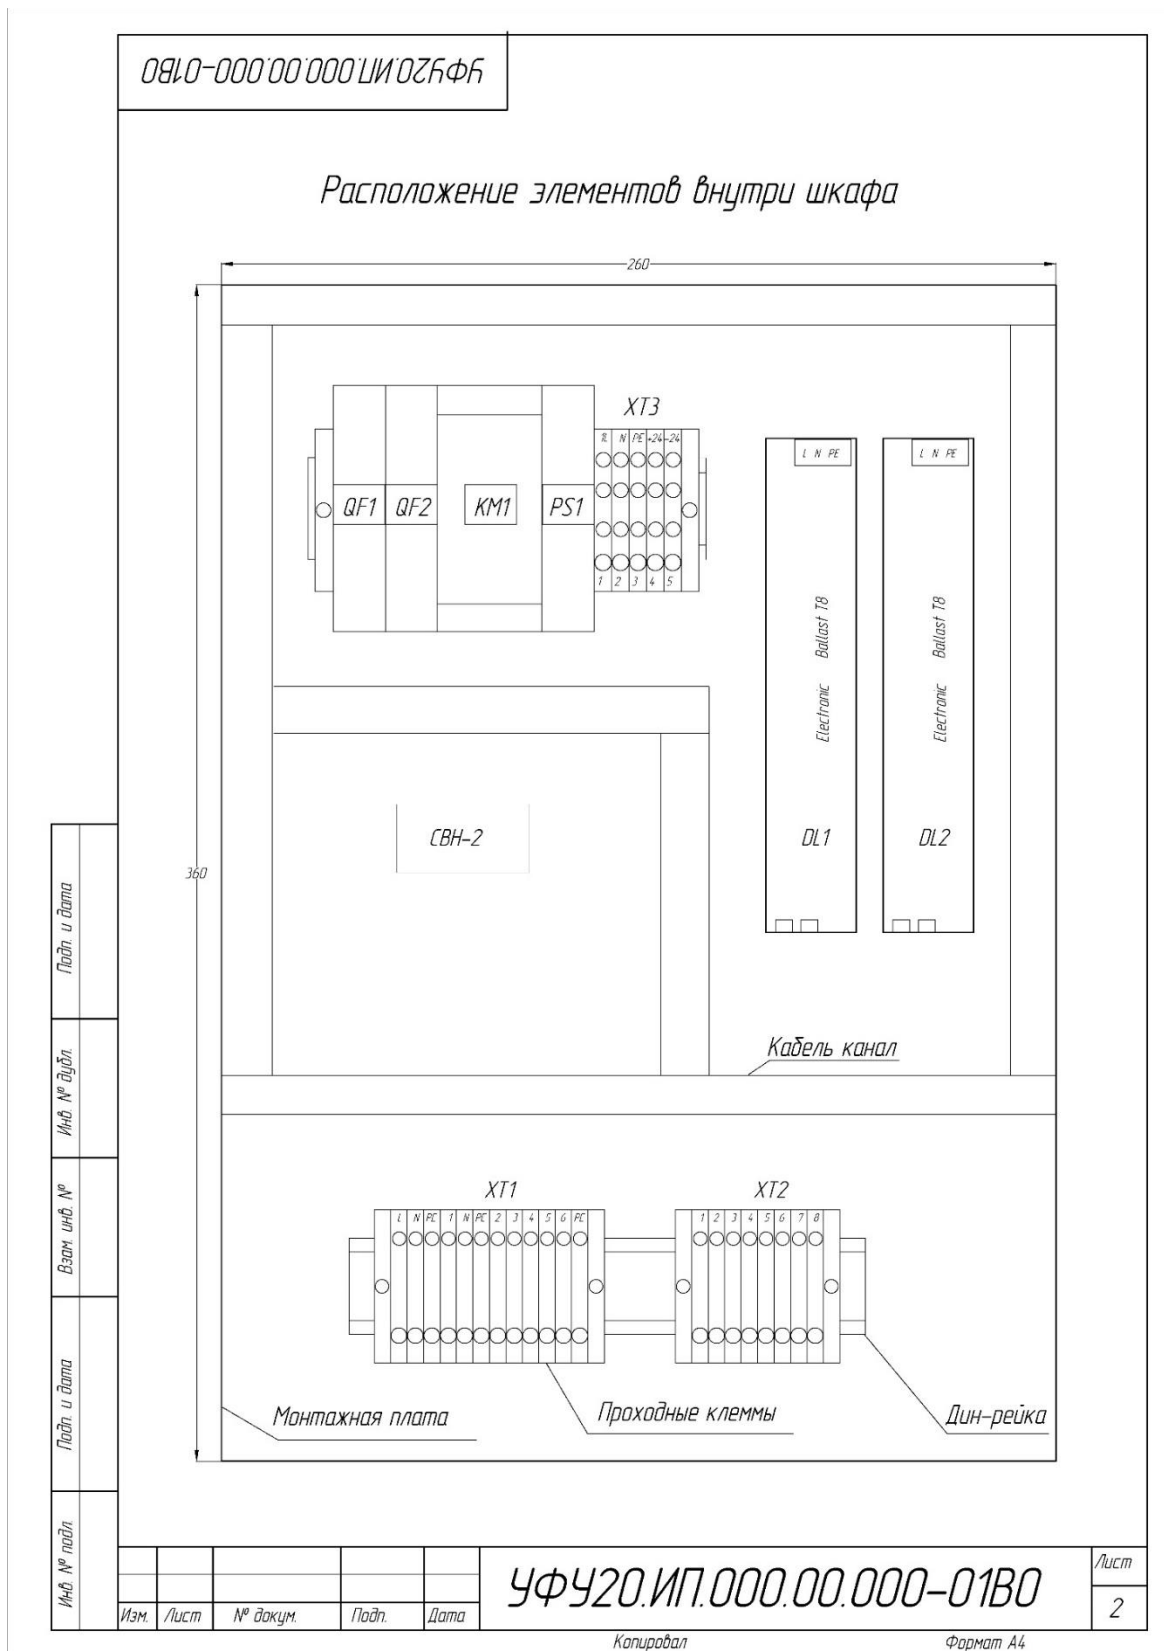 УФУ20.ИП.000.00.000-01В0
Расположение элементов внутри шкафа
260
360
XT3
N PE +24 -24
QF1 QF2 KM1 PS1
1 2 3 4 5
L N PE
L N PE
Electronic Ballast T8
Electronic Ballast T8
СВН-2
DL1
DL2
Кабель канал
XT1
L N PE 1 N PE 2 3 4 5 6 PE
XT2
1 2 3 4 5 6 7 8
Монтажная плата
Проходные клеммы
Дин-рейка
Подп. и дата
Инв. № дубл.
Взам. инв. №
Подп. и дата
Инв. № подл.
Изм. Лист № докум. Подп. Дата
УФУ20.ИП.000.00.000-01В0
Лист
2
Копировал
Формат А4